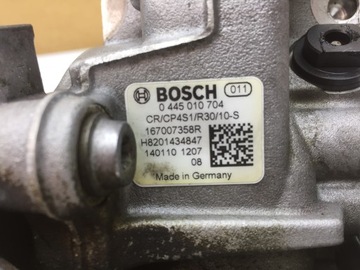 BOSCH 011
0 445 010 704
CR/CP4S1/R30/10-S
167007358R
H8201434847
140110 1207
08
Made in Germany